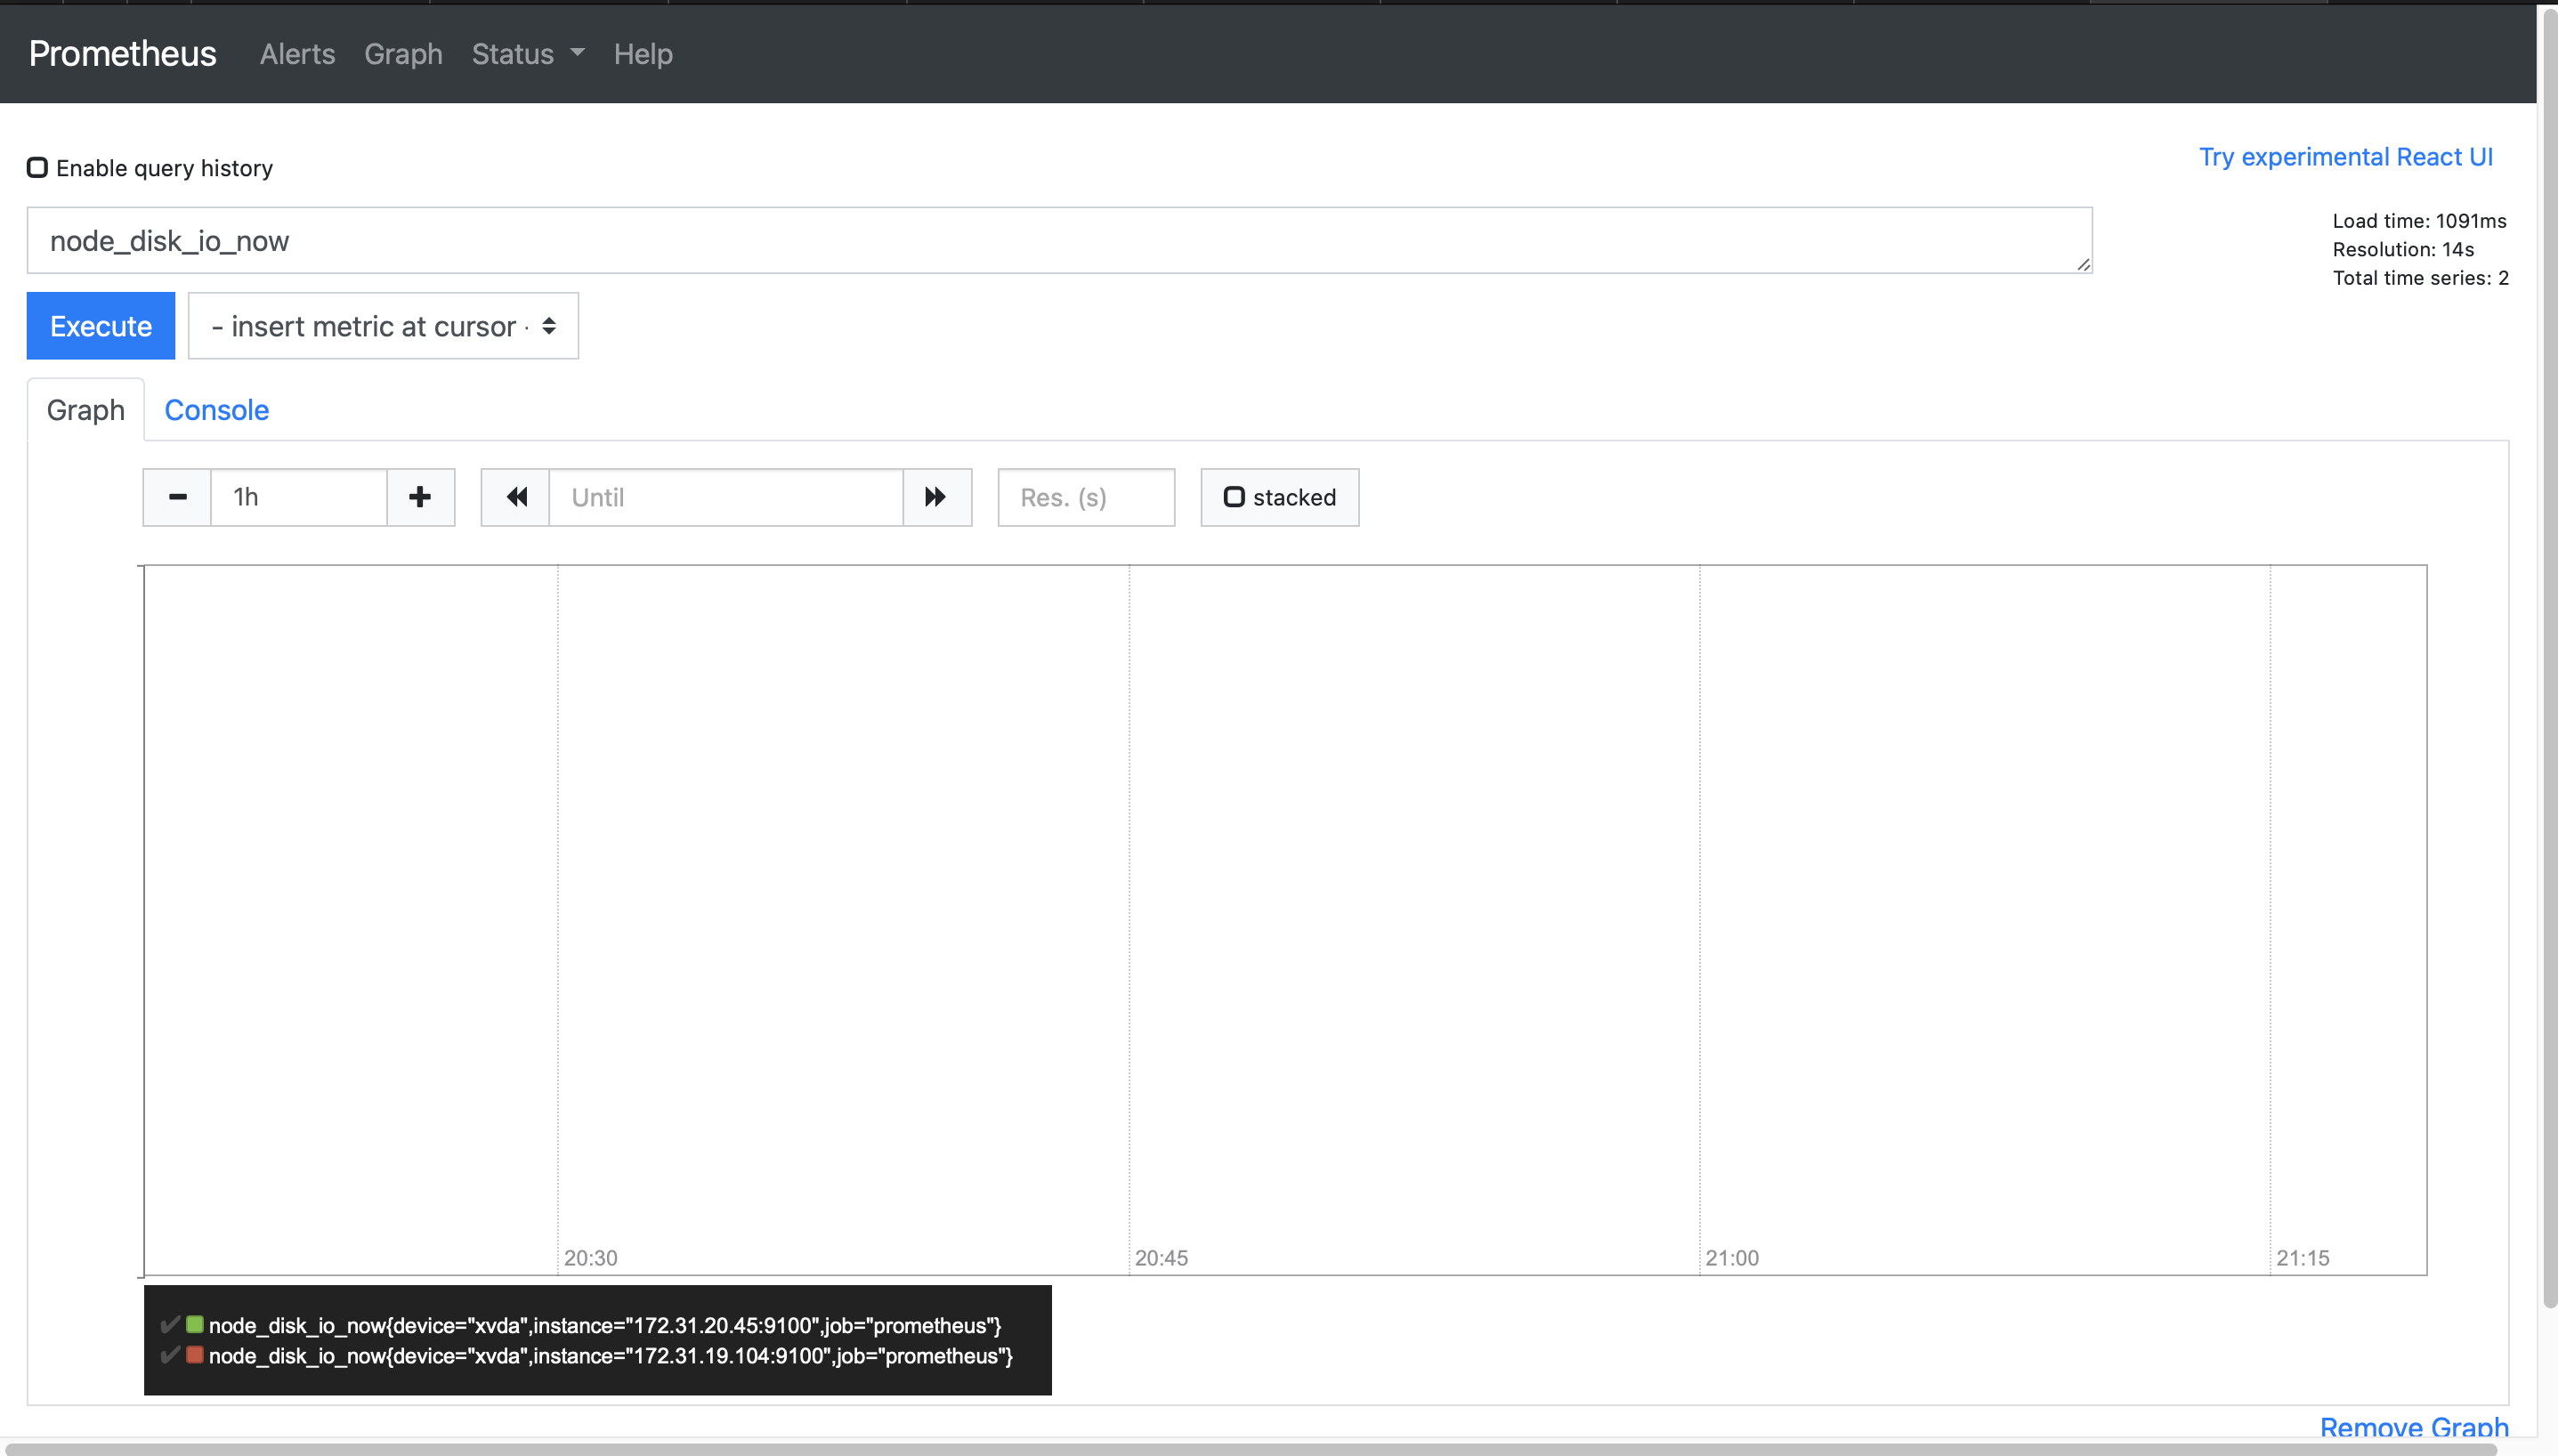 Prometheus Alerts Graph Status Help
Enable query history
Try experimental React UI
node_disk_io_now
Load time: 1091ms
Resolution: 14s
Total time series: 2
Execute
- insert metric at cursor -
Graph Console
1h
Until
Res. (s)
stacked
20:30
20:45
21:00
21:15
node_disk_io_now{device="xvda",instance="172.31.20.45:9100",job="prometheus"}
node_disk_io_now{device="xvda",instance="172.31.19.104:9100",job="prometheus"}
Remove Graph